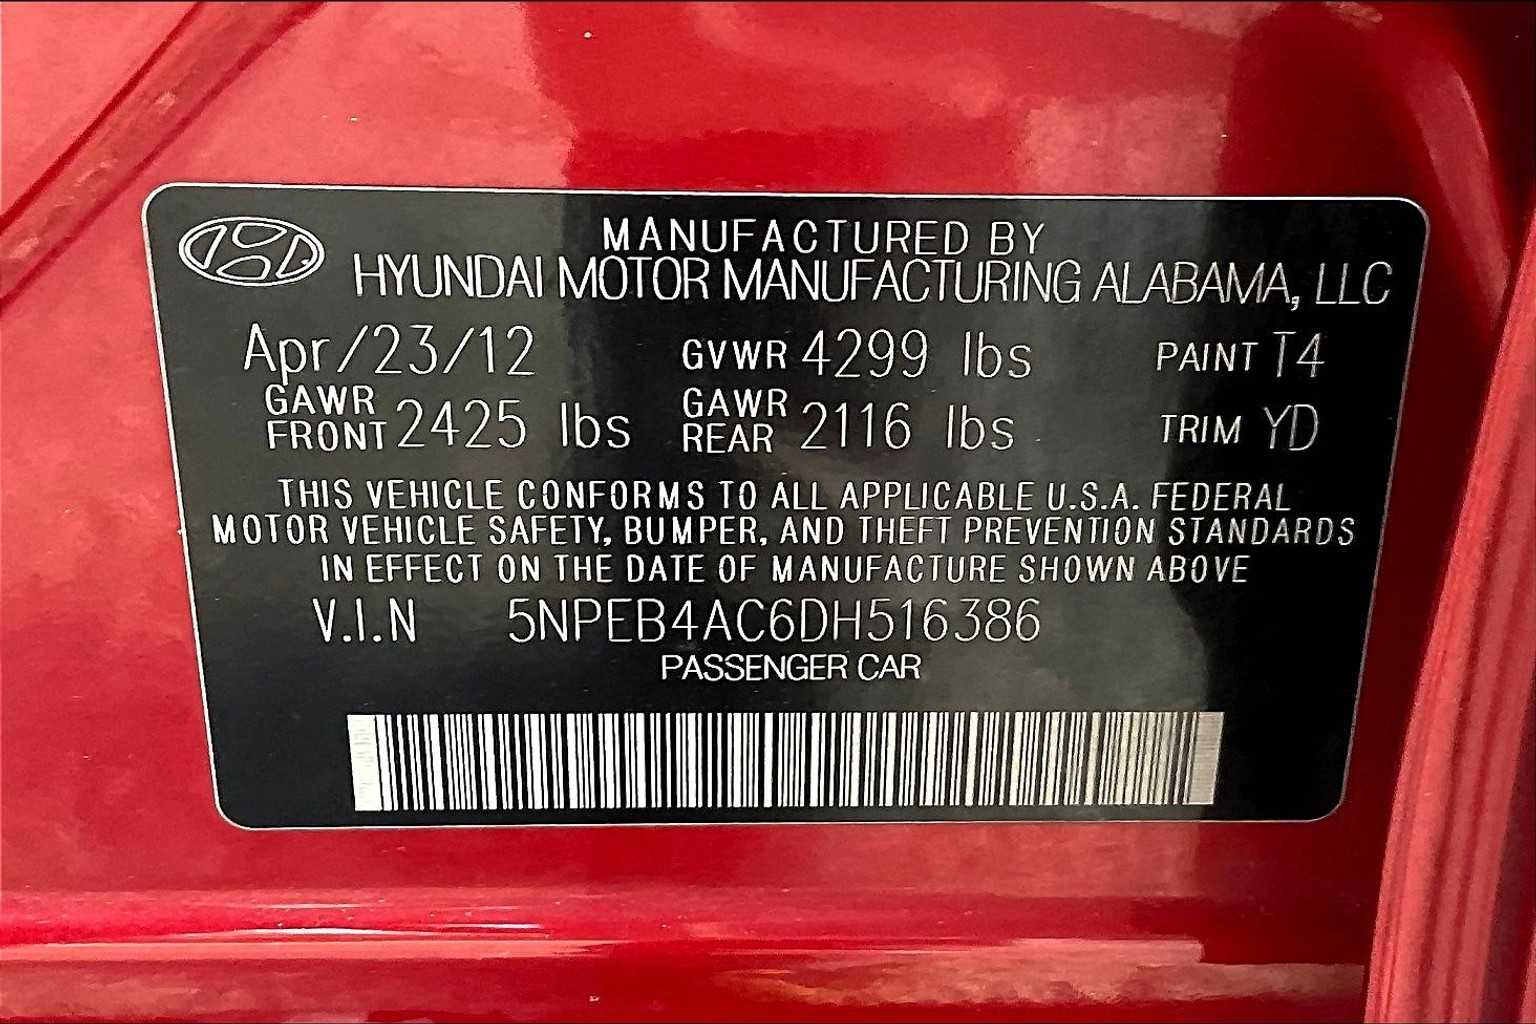 MANUFACTURED BY
HYUNDAI MOTOR MANUFACTURING ALABAMA, LLC
Apr/23/12 GVWR 4299 lbs PAINT T4
GAWR FRONT 2425 lbs GAWR REAR 2116 lbs TRIM YD
THIS VEHICLE CONFORMS TO ALL APPLICABLE U.S.A. FEDERAL
MOTOR VEHICLE SAFETY, BUMPER, AND THEFT PREVENTION STANDARDS
IN EFFECT ON THE DATE OF MANUFACTURE SHOWN ABOVE
V.I.N 5NPEB4AC6DH516386
PASSENGER CAR